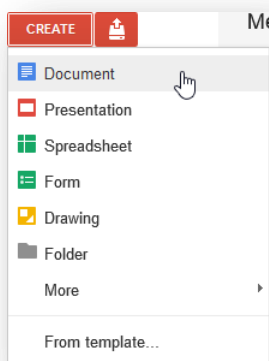 CREATE
Me
Document
Presentation
Spreadsheet
Form
Drawing
Folder
More
From template...